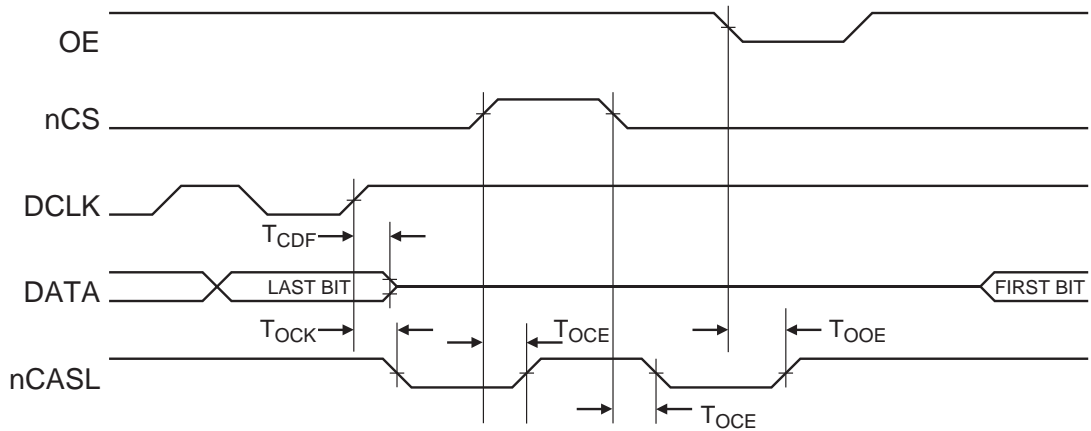 OE
nCS
DCLK
TCDF
DATA
LAST BIT
FIRST BIT
TOCK
TOCE
TOOE
nCASL
TOCE